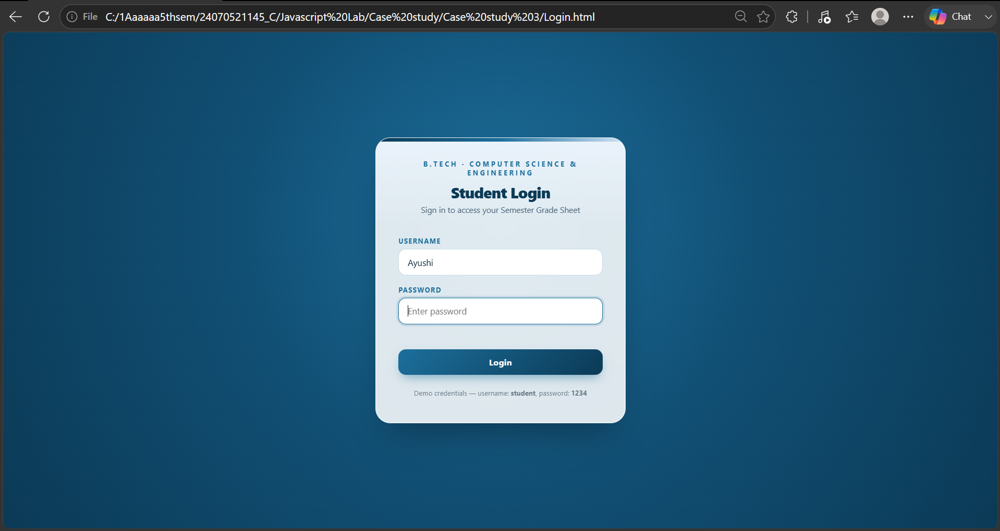 File C:/1Aaaaaa5thsem/24070521145_C/Javascript%20Lab/Case%20study/Case%20study%203/Login.html
Chat
B.TECH · COMPUTER SCIENCE &
ENGINEERING
Student Login
Sign in to access your Semester Grade Sheet
USERNAME
Ayushi
PASSWORD
Enter password
Login
Demo credentials — username: student, password: 1234